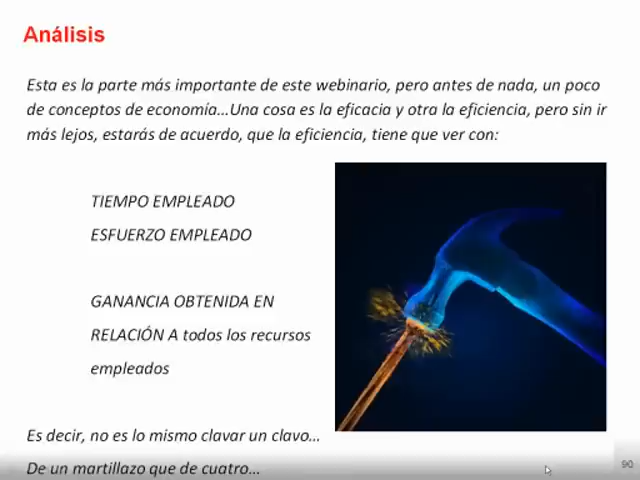 Análisis
Esta es la parte más importante de este webinario, pero antes de nada, un poco
de conceptos de economía...Una cosa es la eficacia y otra la eficiencia, pero sin ir
más lejos, estarás de acuerdo, que la eficiencia, tiene que ver con:
TIEMPO EMPLEADO
ESFUERZO EMPLEADO
GANANCIA OBTENIDA EN
RELACIÓN A todos los recursos
empleados
Es decir, no es lo mismo clavar un clavo...
De un martillazo que de cuatro...
90